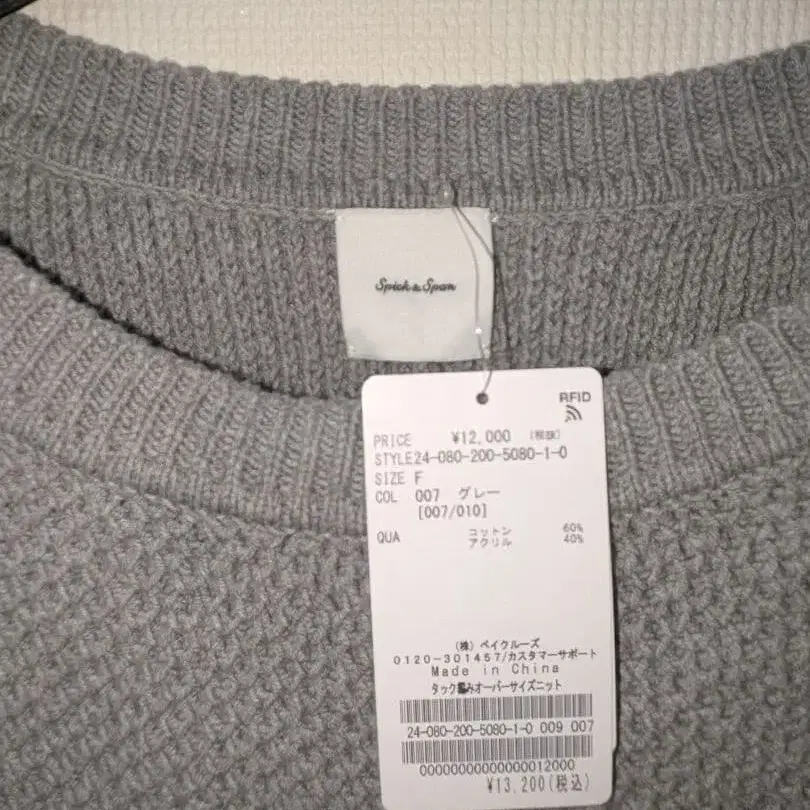 Spick & Span
RFID
PRICE ¥12,000 (税抜)
STYLE24-080-200-5080-1-0
SIZE F
COL 007 グレー
[007/010]
QUA コットン 60%
アクリル 40%
(株) ベイクルーズ
0120-301457/カスタマーサポート
Made in China
タック編みオーバーサイズニット
24-080-200-5080-1-0 009 007
00000000000000012000
¥13,200(税込)